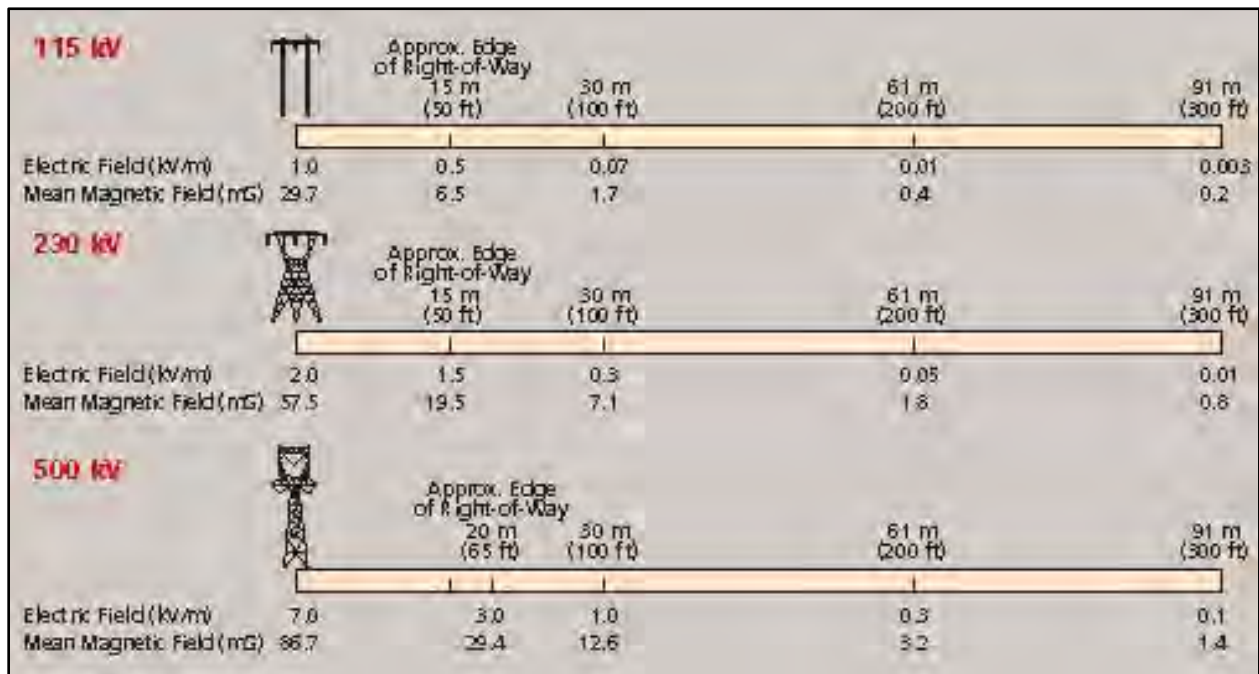 115 kV
Approx. Edge
of Right-of-Way
15 m 30 m 61 m 91 m
(50 ft) (100 ft) (200 ft) (300 ft)
Electric Field (kV/m) 1.0 0.5 0.07 0.01 0.003
Mean Magnetic Field (mG) 29.7 6.5 1.7 0.4 0.2
230 kV
Approx. Edge
of Right-of-Way
15 m 30 m 61 m 91 m
(50 ft) (100 ft) (200 ft) (300 ft)
Electric Field (kV/m) 2.0 1.5 0.3 0.05 0.01
Mean Magnetic Field (mG) 57.5 19.5 7.1 1.8 0.8
500 kV
Approx. Edge
of Right-of-Way
20 m 30 m 61 m 91 m
(65 ft) (100 ft) (200 ft) (300 ft)
Electric Field (kV/m) 7.0 3.0 1.0 0.3 0.1
Mean Magnetic Field (mG) 86.7 29.4 12.6 3.2 1.4